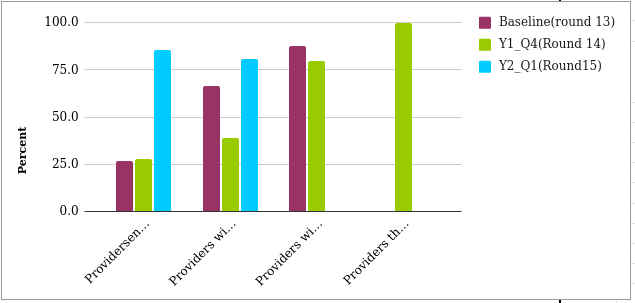 100.0
75.0
50.0
25.0
0.0
Percent
Providersen...
Providers wi...
Providers wi...
Providers th...
Baseline(round 13)
Y1_Q4(Round 14)
Y2_Q1(Round15)